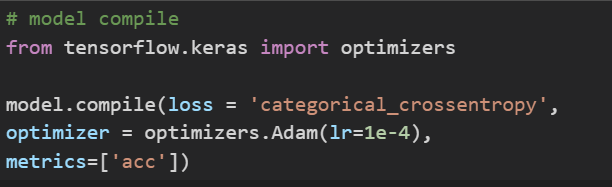 # model compile
from tensorflow.keras import optimizers
model.compile(loss = 'categorical_crossentropy',
optimizer = optimizers.Adam(lr=1e-4),
metrics=['acc'])